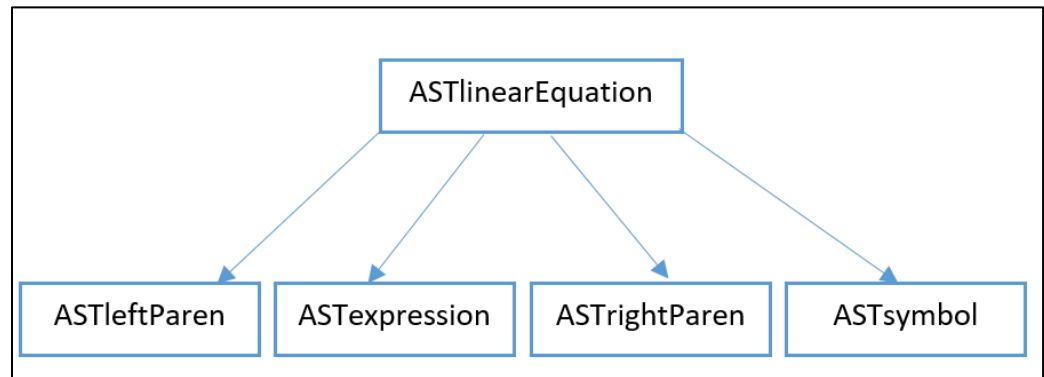 ASTlinearEquation
ASTleftParen
ASTexpression
ASTrightParen
ASTsymbol